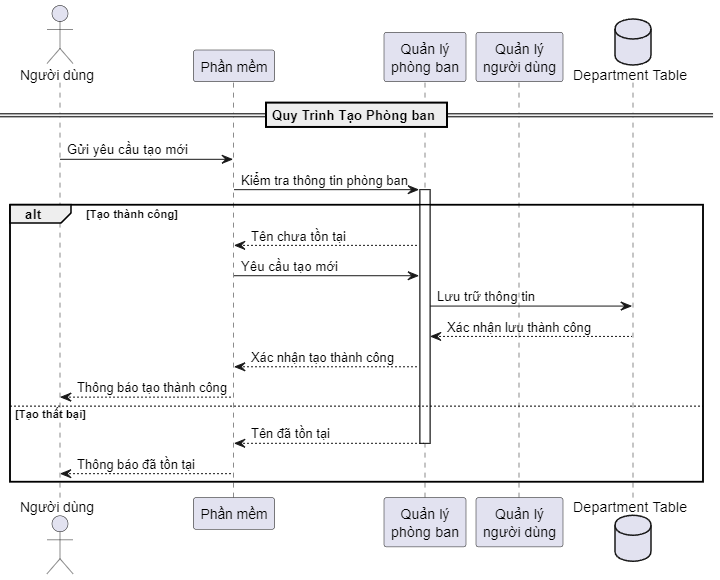 Người dùng
Phần mềm
Quản lý
phòng ban
Quản lý
người dùng
Department Table
Quy Trình Tạo Phòng ban
Gửi yêu cầu tạo mới
Kiểm tra thông tin phòng ban
alt
[Tạo thành công]
Tên chưa tồn tại
Yêu cầu tạo mới
Lưu trữ thông tin
Xác nhận lưu thành công
Xác nhận tạo thành công
Thông báo tạo thành công
[Tạo thất bại]
Tên đã tồn tại
Thông báo đã tồn tại
Người dùng
Phần mềm
Quản lý
phòng ban
Quản lý
người dùng
Department Table